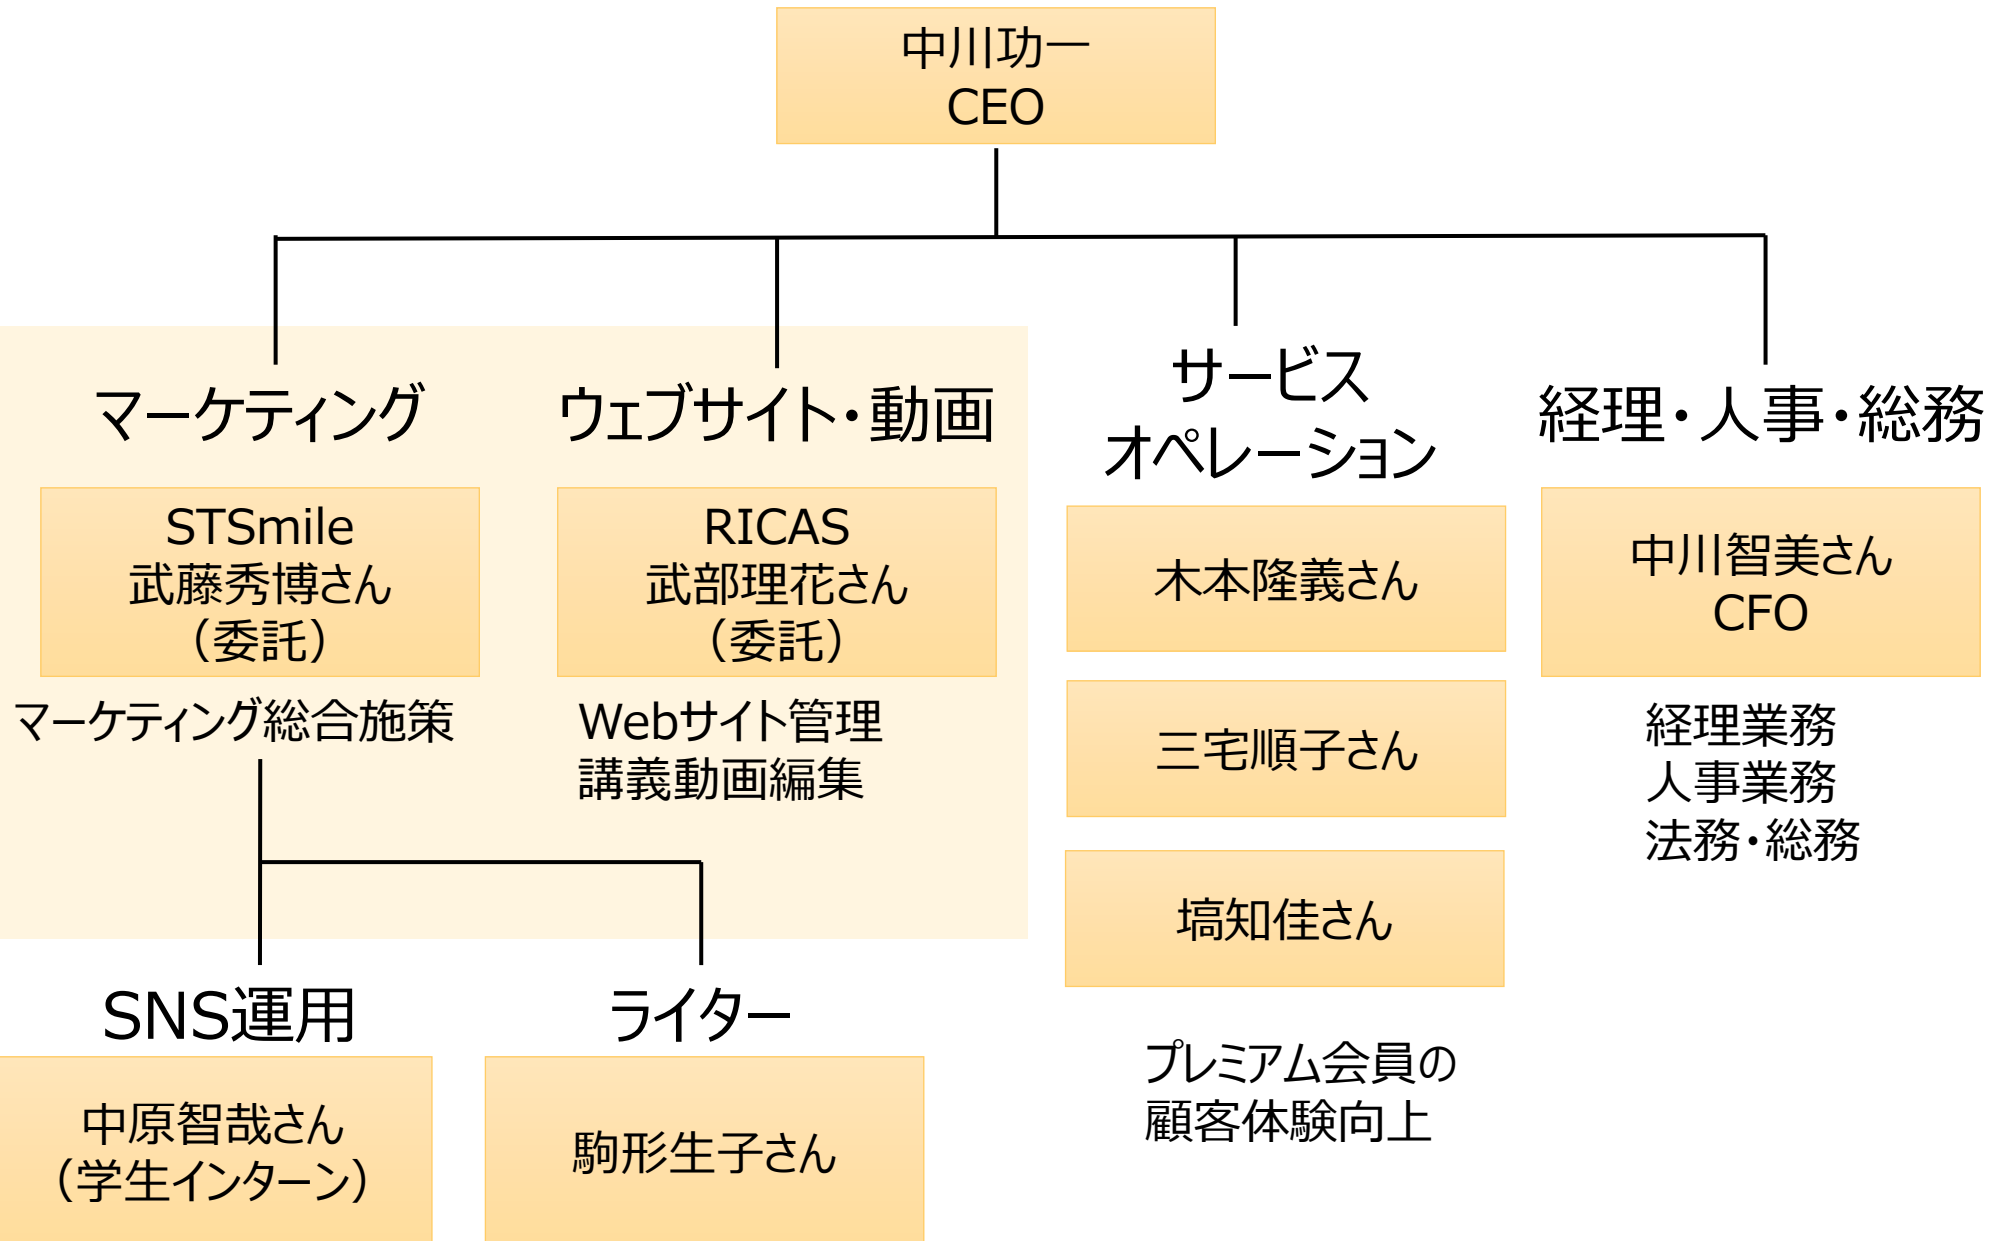 中川功一
CEO
マーケティング
STSmile
武藤秀博さん
（委託）
マーケティング総合施策
ウェブサイト・動画
RICAS
武部理花さん
（委託）
Webサイト管理
講義動画編集
サービス
オペレーション
木本隆義さん
三宅順子さん
塙知佳さん
プレミアム会員の
顧客体験向上
経理・人事・総務
中川智美さん
CFO
経理業務
人事業務
法務・総務
SNS運用
中原智哉さん
（学生インターン）
ライター
駒形生子さん